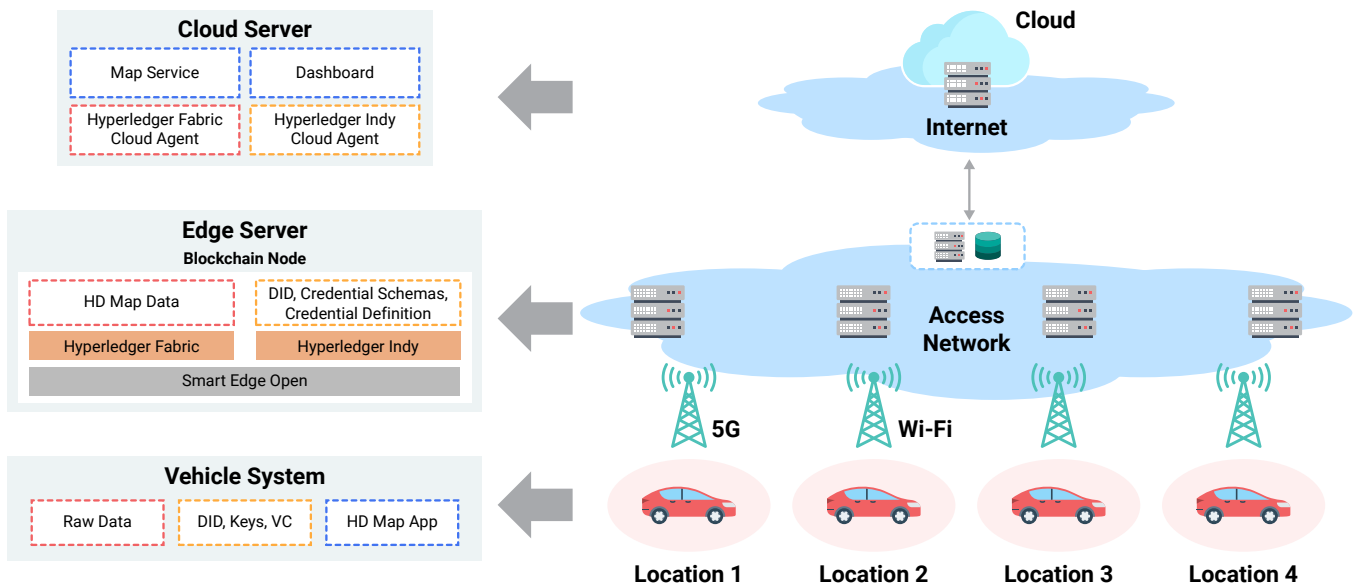 Cloud Server
Map Service
Dashboard
Hyperledger Fabric
Cloud Agent
Hyperledger Indy
Cloud Agent
Cloud
Internet
Edge Server
Blockchain Node
HD Map Data
DID, Credential Schemas,
Credential Definition
Hyperledger Fabric
Hyperledger Indy
Smart Edge Open
Access
Network
5G
Wi-Fi
Vehicle System
Raw Data
DID, Keys, VC
HD Map App
Location 1
Location 2
Location 3
Location 4